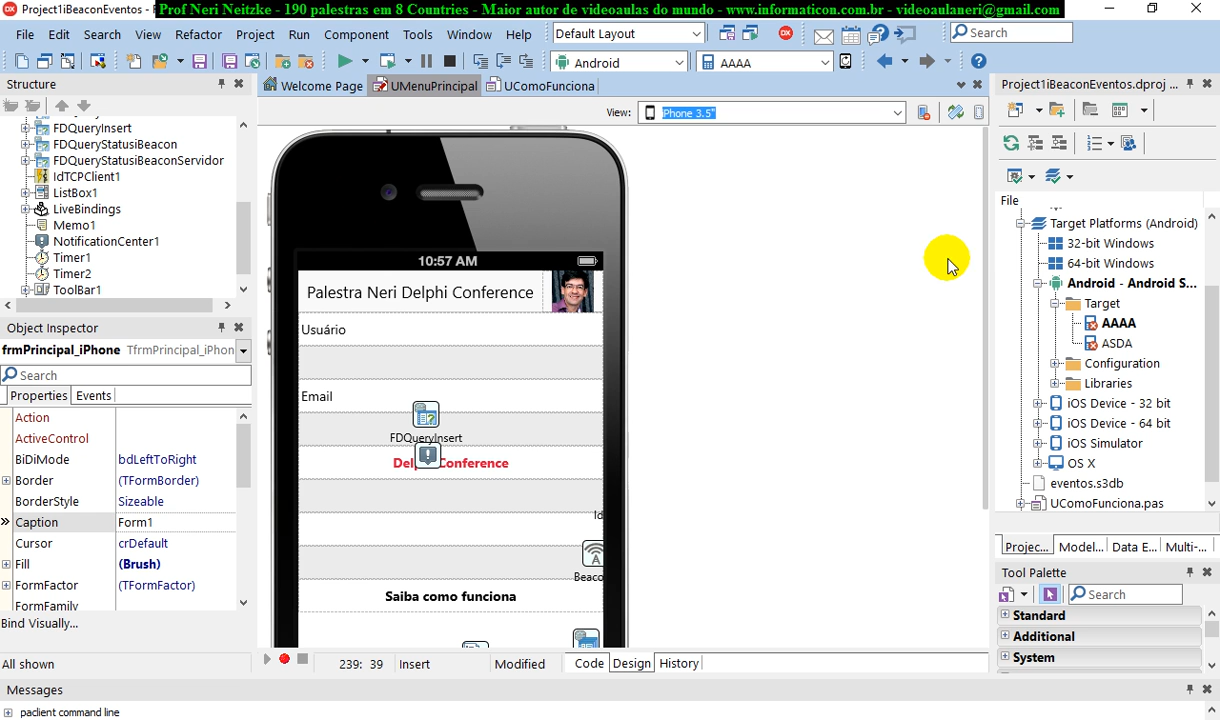 Project1iBeaconEventos -
Prof Neri Neitzke - 190 palestras em 8 Countries - Maior autor de videoaulas do mundo - www.informaticon.com.br - videoaulaneri@gmail.com
File Edit Search View Refactor Project Run Component Tools Window Help
Default Layout
Search
Android
AAAA
Structure
Welcome Page
UMenuPrincipal
UComoFunciona
Project1iBeaconEventos.dproj ...
View:
iPhone 3.5"
FDQueryInsert
FDQueryStatusiBeacon
FDQueryStatusiBeaconServidor
IdTCPClient1
ListBox1
LiveBindings
Memo1
NotificationCenter1
Timer1
Timer2
ToolBar1
Object Inspector
frmPrincipal_iPhone TfrmPrincipal_iPhon
Search
Properties Events
Action
ActiveControl
BiDiMode bdLeftToRight
Border (TFormBorder)
BorderStyle Sizeable
Caption Form1
Cursor crDefault
Fill (Brush)
FormFactor (TFormFactor)
FormFamily
Bind Visually...
All shown
10:57 AM
Palestra Neri Delphi Conference
Usuário
Email
FDQueryInsert
Delphi Conference
Id
Beaco
Saiba como funciona
239: 39 Insert Modified
Code Design History
File
Target Platforms (Android)
32-bit Windows
64-bit Windows
Android - Android S...
Target
AAAA
ASDA
Configuration
Libraries
iOS Device - 32 bit
iOS Device - 64 bit
iOS Simulator
OS X
eventos.s3db
UComoFunciona.pas
Projec... Model... Data E... Multi-...
Tool Palette
Search
Standard
Additional
System
Messages
paclient command line